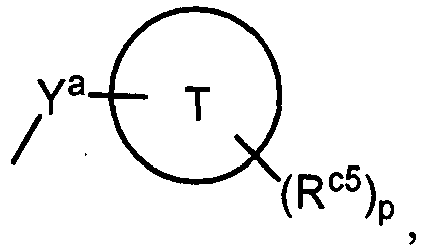 Yᵃ T
(Rᶜ⁵)ₚ,